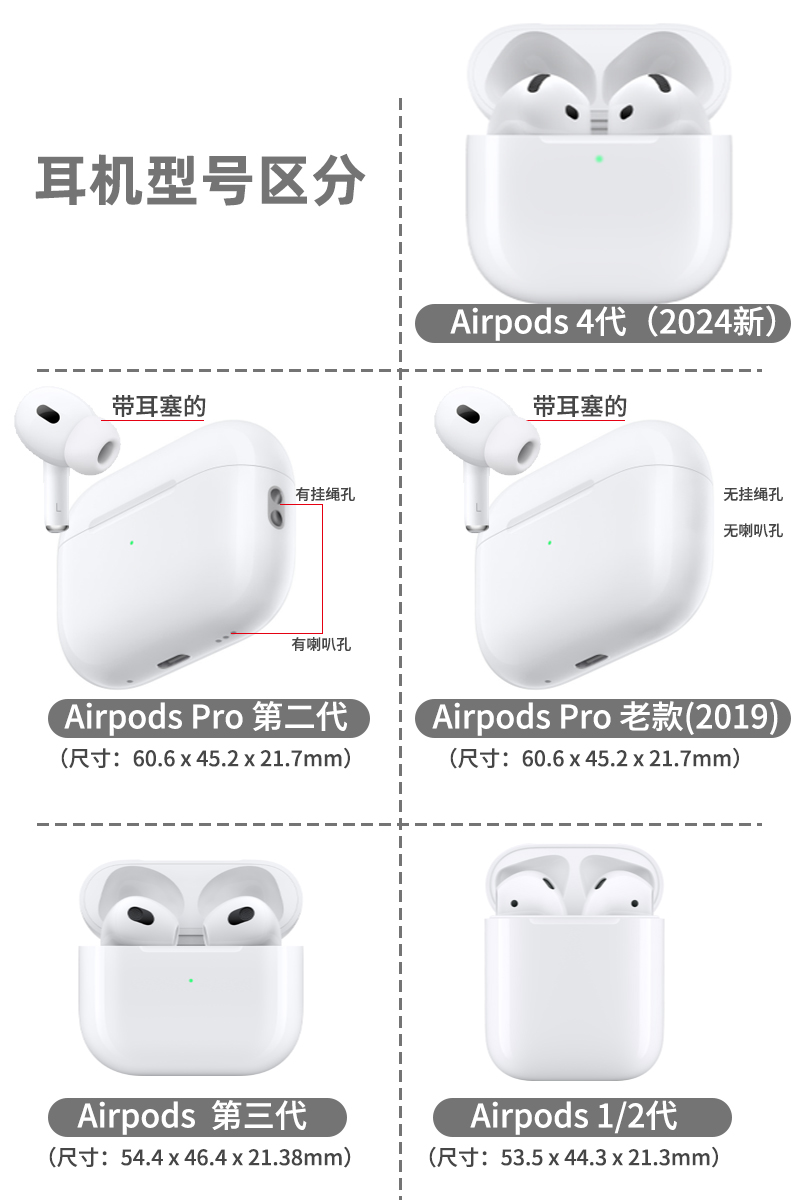 耳机型号区分
Airpods 4代（2024新）
带耳塞的
有挂绳孔
L
有喇叭孔
Airpods Pro 第二代
（尺寸：60.6 x 45.2 x 21.7mm）
带耳塞的
无挂绳孔
无喇叭孔
L
Airpods Pro 老款(2019)
（尺寸：60.6 x 45.2 x 21.7mm）
Airpods 第三代
（尺寸：54.4 x 46.4 x 21.38mm）
Airpods 1/2代
（尺寸：53.5 x 44.3 x 21.3mm）